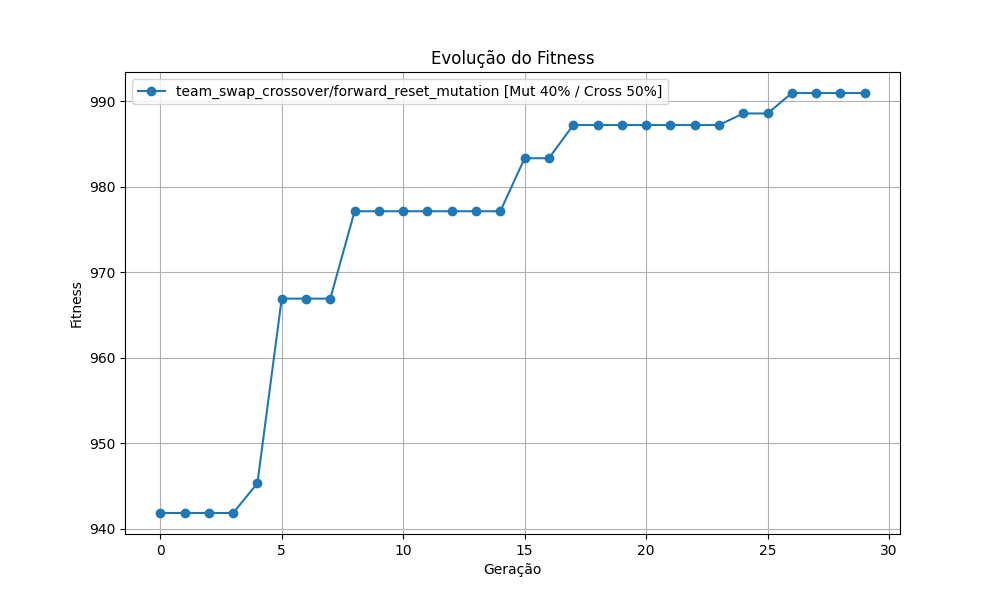 Evolução do Fitness
team_swap_crossover/forward_reset_mutation [Mut 40% / Cross 50%]
Fitness
990
980
970
960
950
940
0 5 10 15 20 25 30
Geração